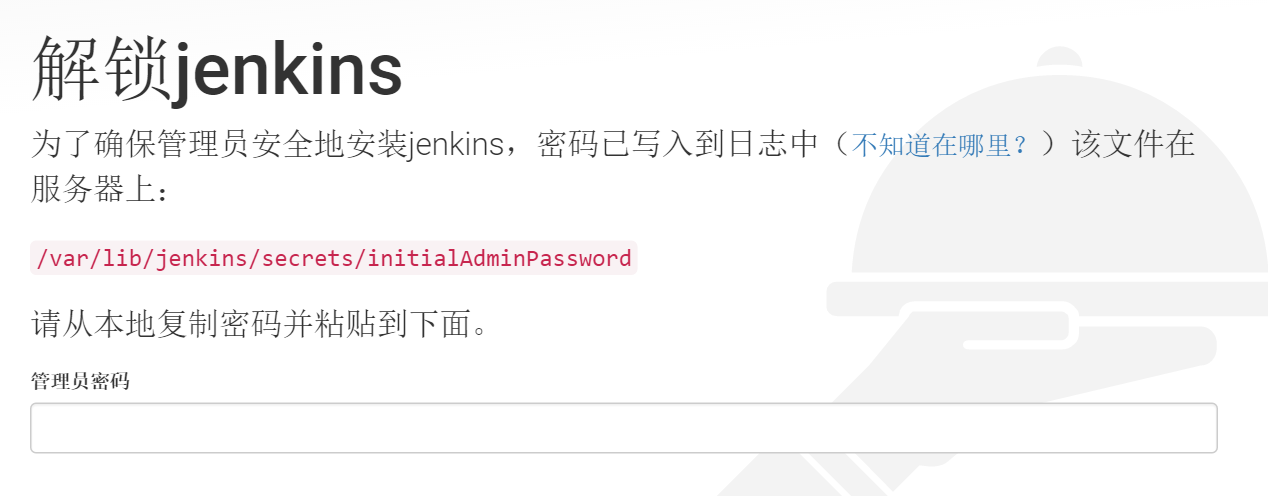 解锁jenkins
为了确保管理员安全地安装jenkins，密码已写入到日志中（不知道在哪里？）该文件在
服务器上：
/var/lib/jenkins/secrets/initialAdminPassword
请从本地复制密码并粘贴到下面。
管理员密码